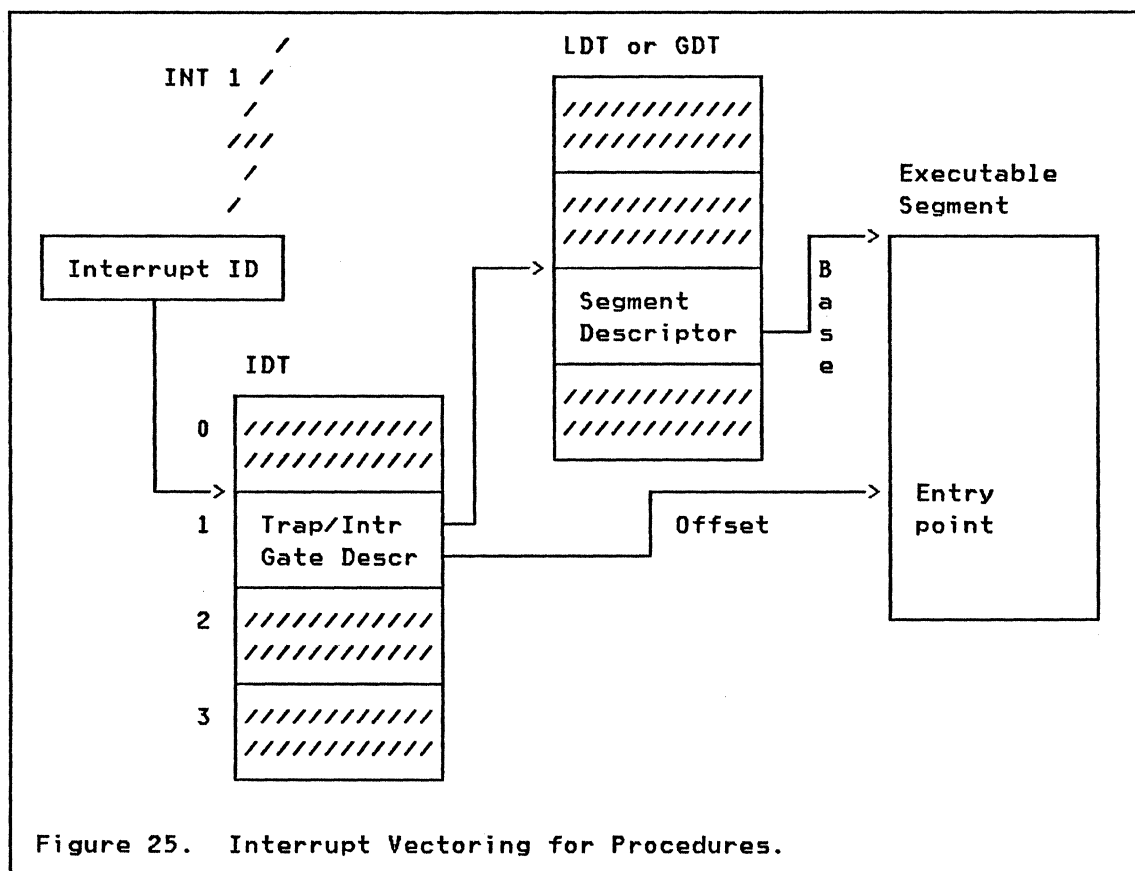 LDT or GDT
INT 1
Executable
Segment
Interrupt ID
Base
Segment
Descriptor
IDT
0
1
Trap/Intr
Gate Descr
Offset
Entry
point
2
3
Figure 25. Interrupt Vectoring for Procedures.